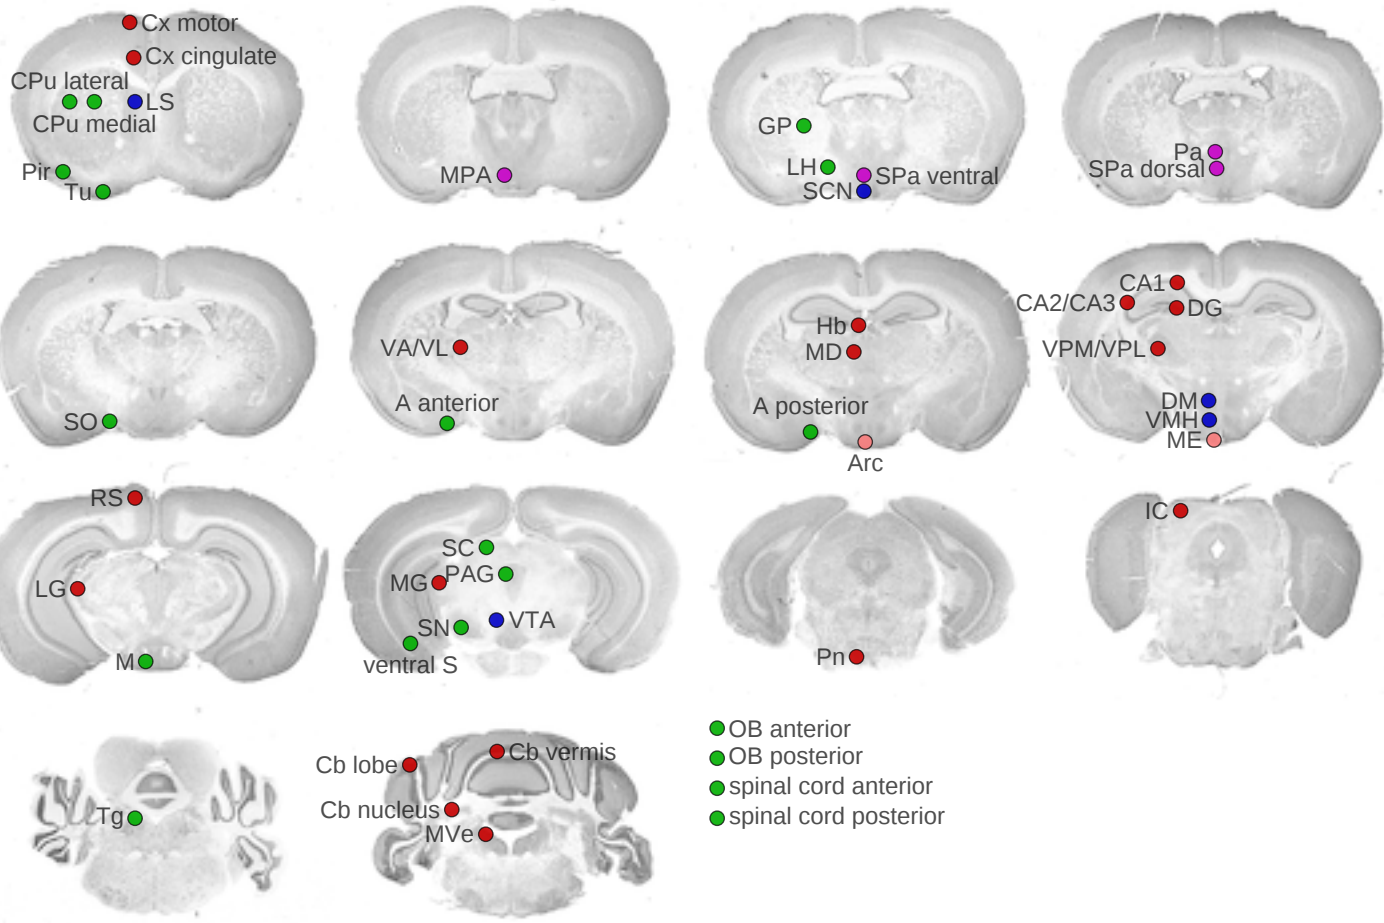 Cx motor
Cx cingulate
CPu lateral
LS
CPu medial
Pir
Tu
MPA
GP
LH
SPa ventral
SCN
Pa
SPa dorsal
SO
VA/VL
A anterior
Hb
MD
A posterior
Arc
CA1
CA2/CA3
DG
VPM/VPL
DM
VMH
ME
RS
LG
M
SC
MG
PAG
SN
VTA
ventral S
Pn
IC
Tg
Cb lobe
Cb vermis
Cb nucleus
MVe
OB anterior
OB posterior
spinal cord anterior
spinal cord posterior